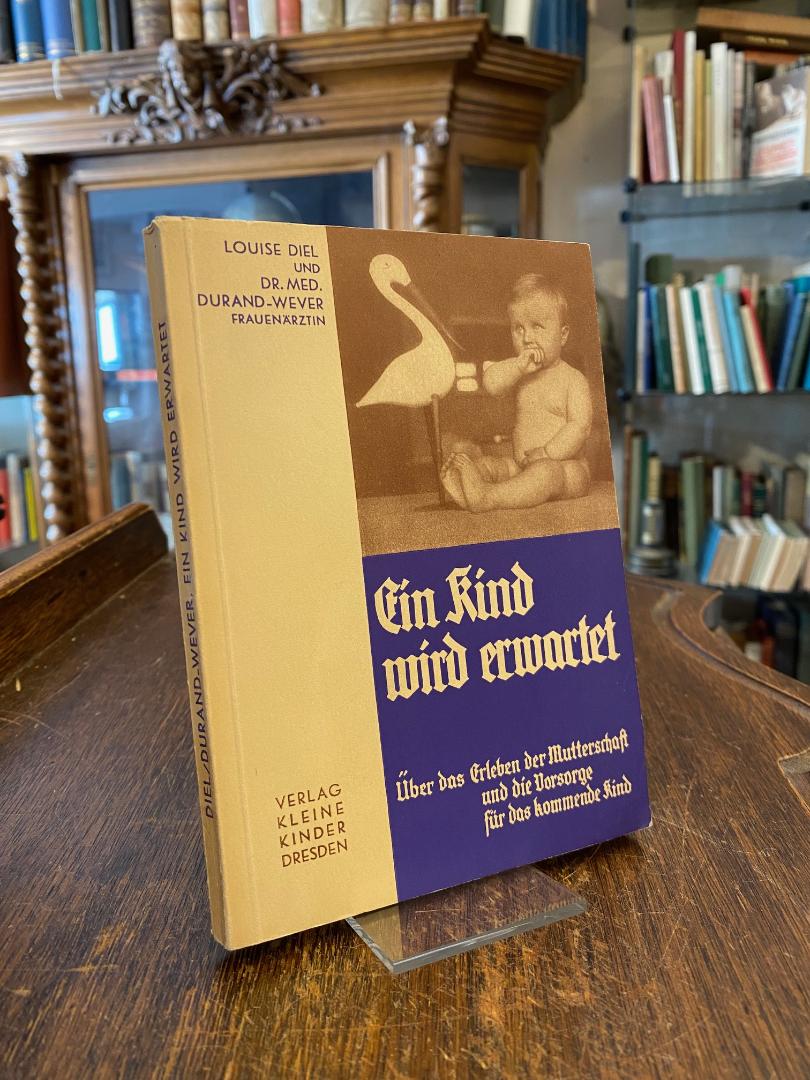 LOUISE DIEL
UND
DR. MED.
DURAND-WEVER
FRAUENÄRZTIN
Ein Kind
wird erwartet
Über das Erleben der Mutterschaft
und die Vorsorge
für das kommende Kind
VERLAG
KLEINE
KINDER
DRESDEN
DIEL/DURAND-WEVER, EIN KIND WIRD ERWARTET